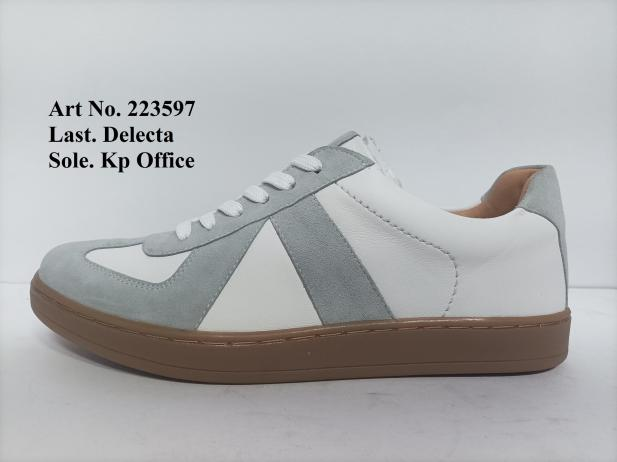 Art No. 223597
Last. Delecta
Sole. Kp Office